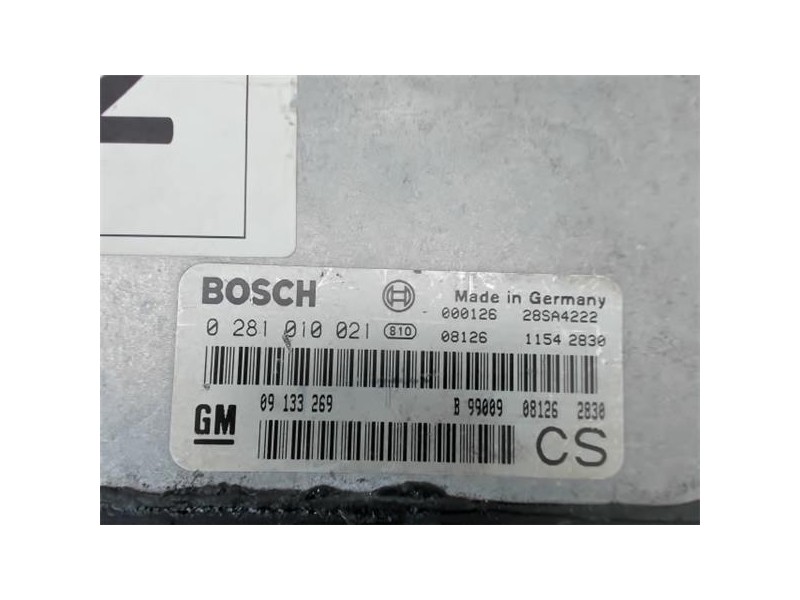 BOSCH Made in Germany
000126 28SA4222
0 281 010 021 810 08126 1154 2830
GM 09 133 269 B 99009 08126 2830
CS